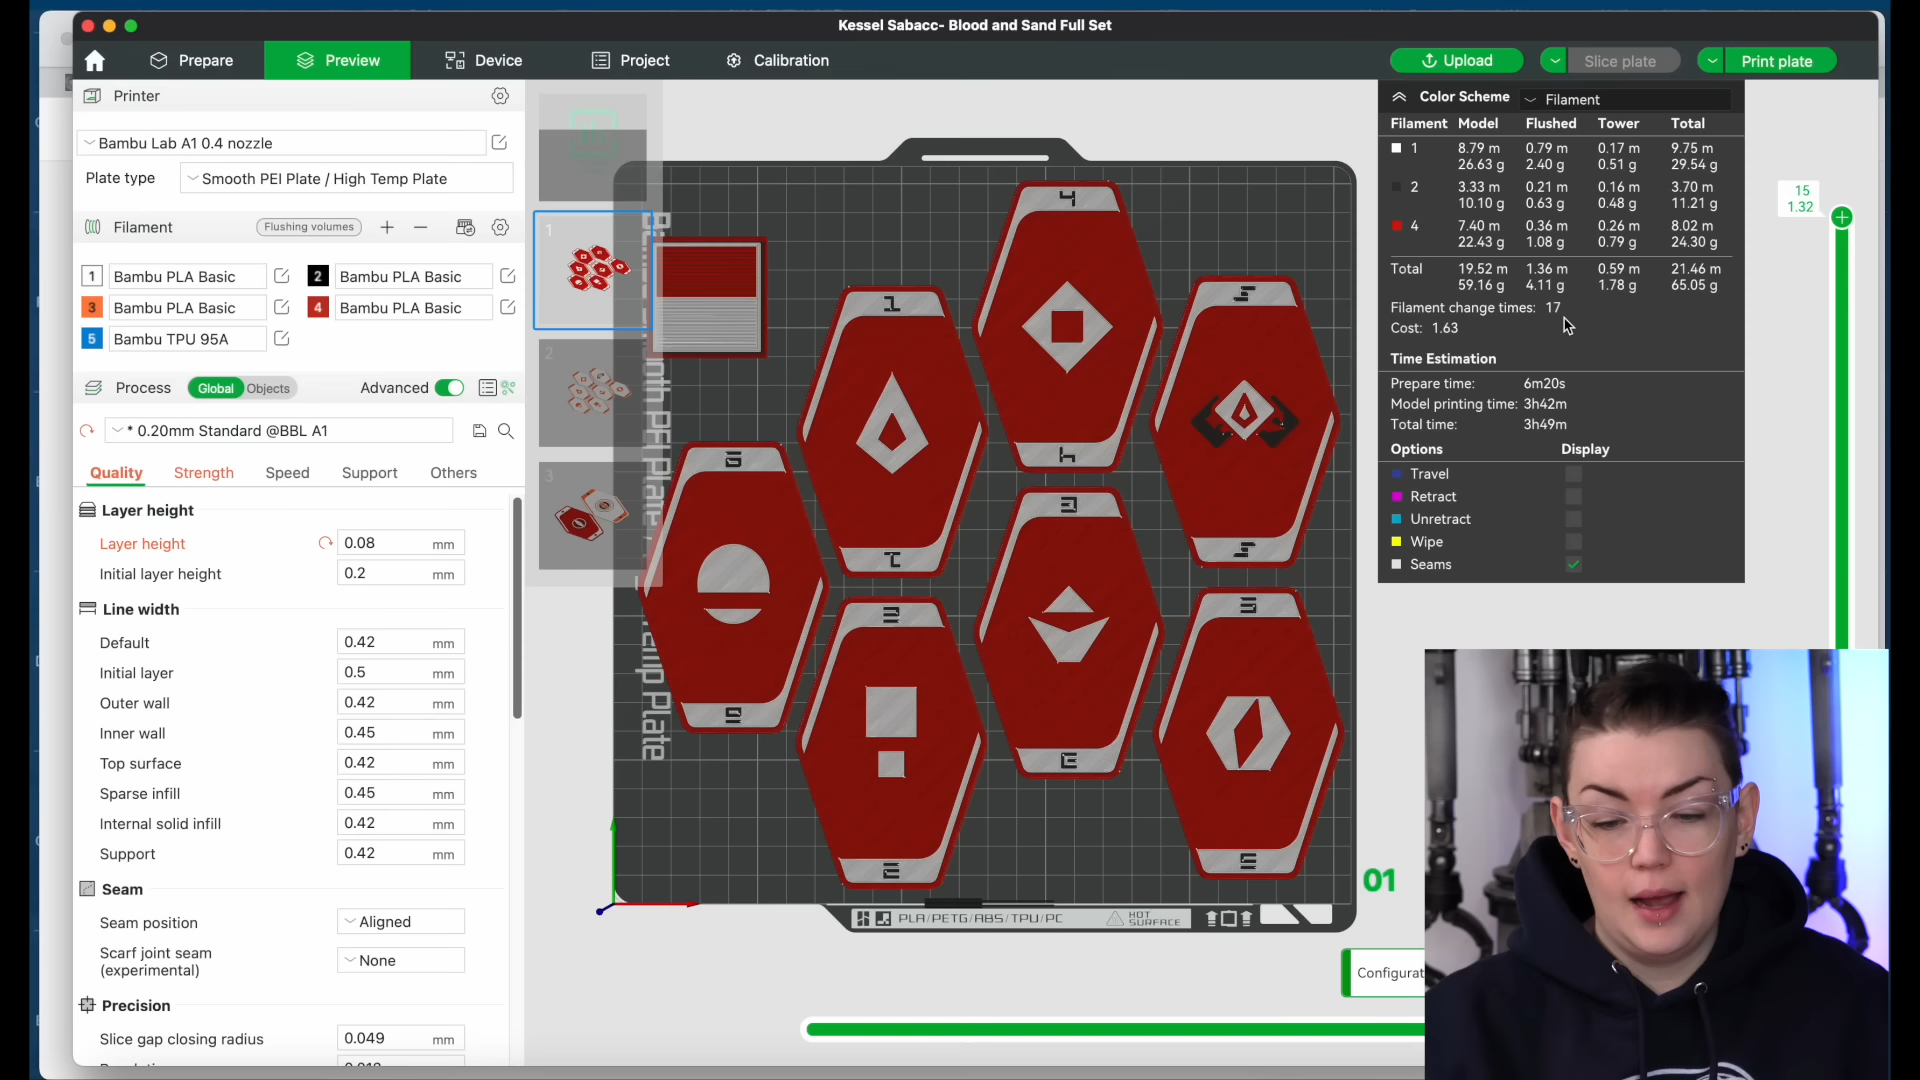 Kessel Sabacc- Blood and Sand Full Set
Prepare
Preview
Device
Project
Calibration
Upload
Slice plate
Print plate
Printer
Bambu Lab A1 0.4 nozzle
Plate type
Smooth PEI Plate / High Temp Plate
Filament
Flushing volumes
1 Bambu PLA Basic
2 Bambu PLA Basic
3 Bambu PLA Basic
4 Bambu PLA Basic
5 Bambu TPU 95A
Process
Global
Objects
Advanced
* 0.20mm Standard @BBL A1
Quality
Strength
Speed
Support
Others
Layer height
Layer height 0.08 mm
Initial layer height 0.2 mm
Line width
Default 0.42 mm
Initial layer 0.5 mm
Outer wall 0.42 mm
Inner wall 0.45 mm
Top surface 0.42 mm
Sparse infill 0.45 mm
Internal solid infill 0.42 mm
Support 0.42 mm
Seam
Seam position Aligned
Scarf joint seam
(experimental) None
Precision
Slice gap closing radius 0.049 mm
1
2
3
PLA/PETG/ABS/TPU/PC
HOT
SURFACE
01
Configurat
Color Scheme Filament
Filament Model Flushed Tower Total
1 8.79 m 0.79 m 0.17 m 9.75 m
26.63 g 2.40 g 0.51 g 29.54 g
2 3.33 m 0.21 m 0.16 m 3.70 m
10.10 g 0.63 g 0.48 g 11.21 g
4 7.40 m 0.36 m 0.26 m 8.02 m
22.43 g 1.08 g 0.79 g 24.30 g
Total 19.52 m 1.36 m 0.59 m 21.46 m
59.16 g 4.11 g 1.78 g 65.05 g
Filament change times: 17
Cost: 1.63
Time Estimation
Prepare time: 6m20s
Model printing time: 3h42m
Total time: 3h49m
Options Display
Travel
Retract
Unretract
Wipe
Seams
15
1.32